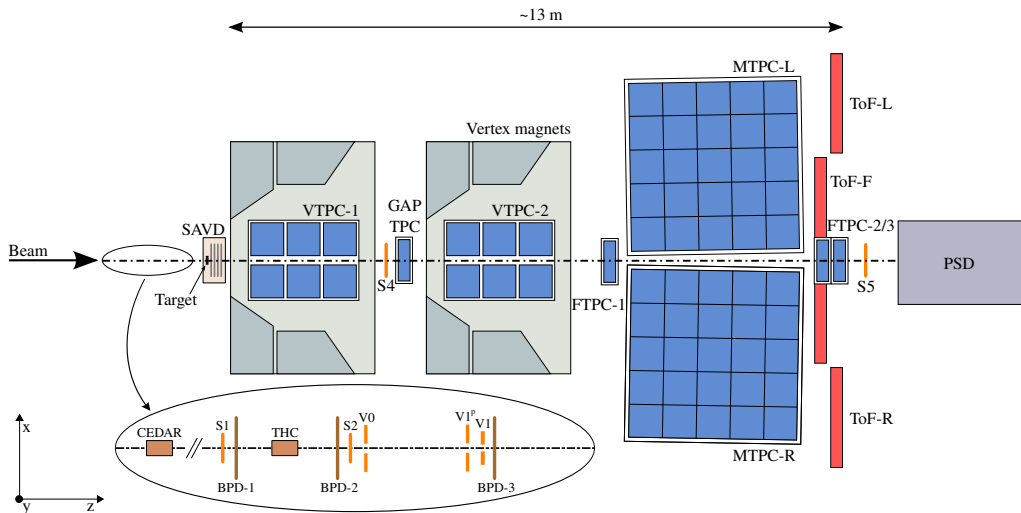 ~13 m
MTPC-L
ToF-L
Vertex magnets
ToF-F
VTPC-1
GAP
TPC
VTPC-2
FTPC-2/3
SAVD
Beam
PSD
Target
S4
FTPC-1
S5
ToF-R
MTPC-R
x
CEDAR
S1
THC
S2
V0
V1ᴾ
V1
BPD-1
BPD-2
BPD-3
y
z